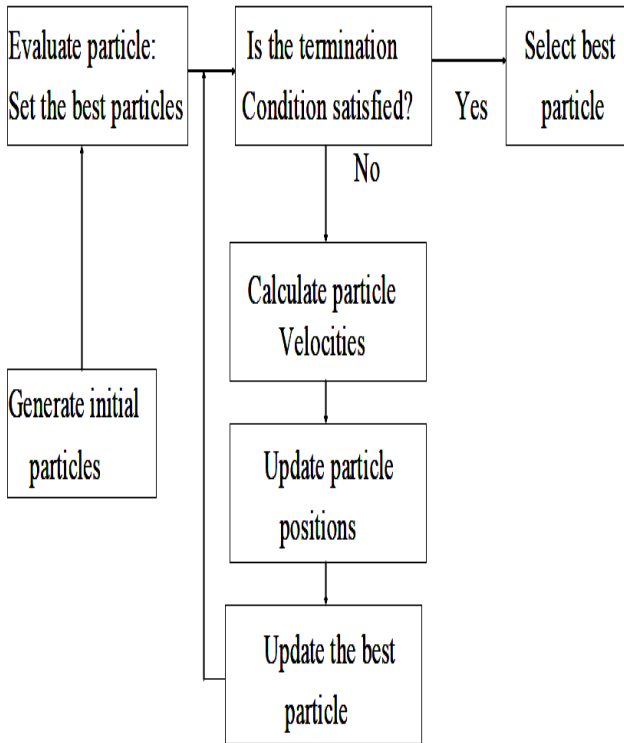 Evaluate particle:
Set the best particles
Is the termination
Condition satisfied?
Yes
Select best
particle
No
Calculate particle
Velocities
Generate initial
particles
Update particle
positions
Update the best
particle